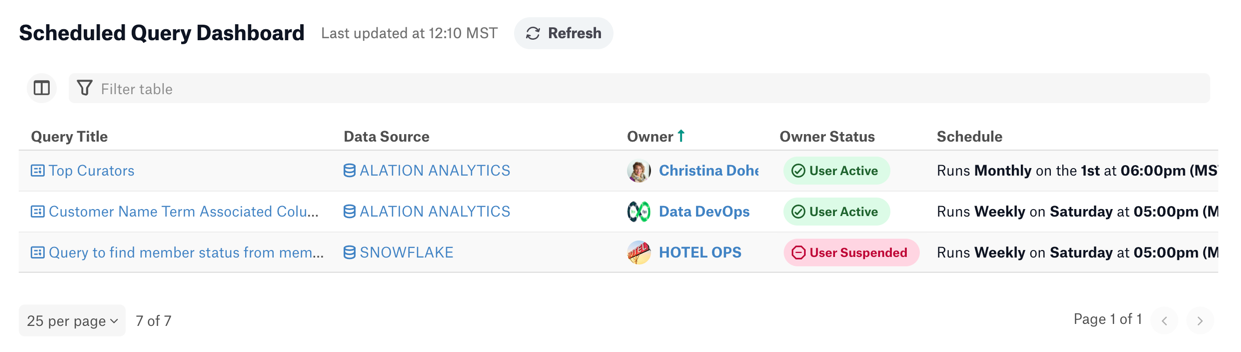 Scheduled Query Dashboard Last updated at 12:10 MST Refresh
Filter table
Query Title Data Source Owner ↑ Owner Status Schedule
Top Curators ALATION ANALYTICS Christina Dohe User Active Runs Monthly on the 1st at 06:00pm (MS
Customer Name Term Associated Colu... ALATION ANALYTICS Data DevOps User Active Runs Weekly on Saturday at 05:00pm (M
Query to find member status from mem... SNOWFLAKE HOTEL OPS User Suspended Runs Weekly on Saturday at 05:00pm (M
25 per page 7 of 7 Page 1 of 1